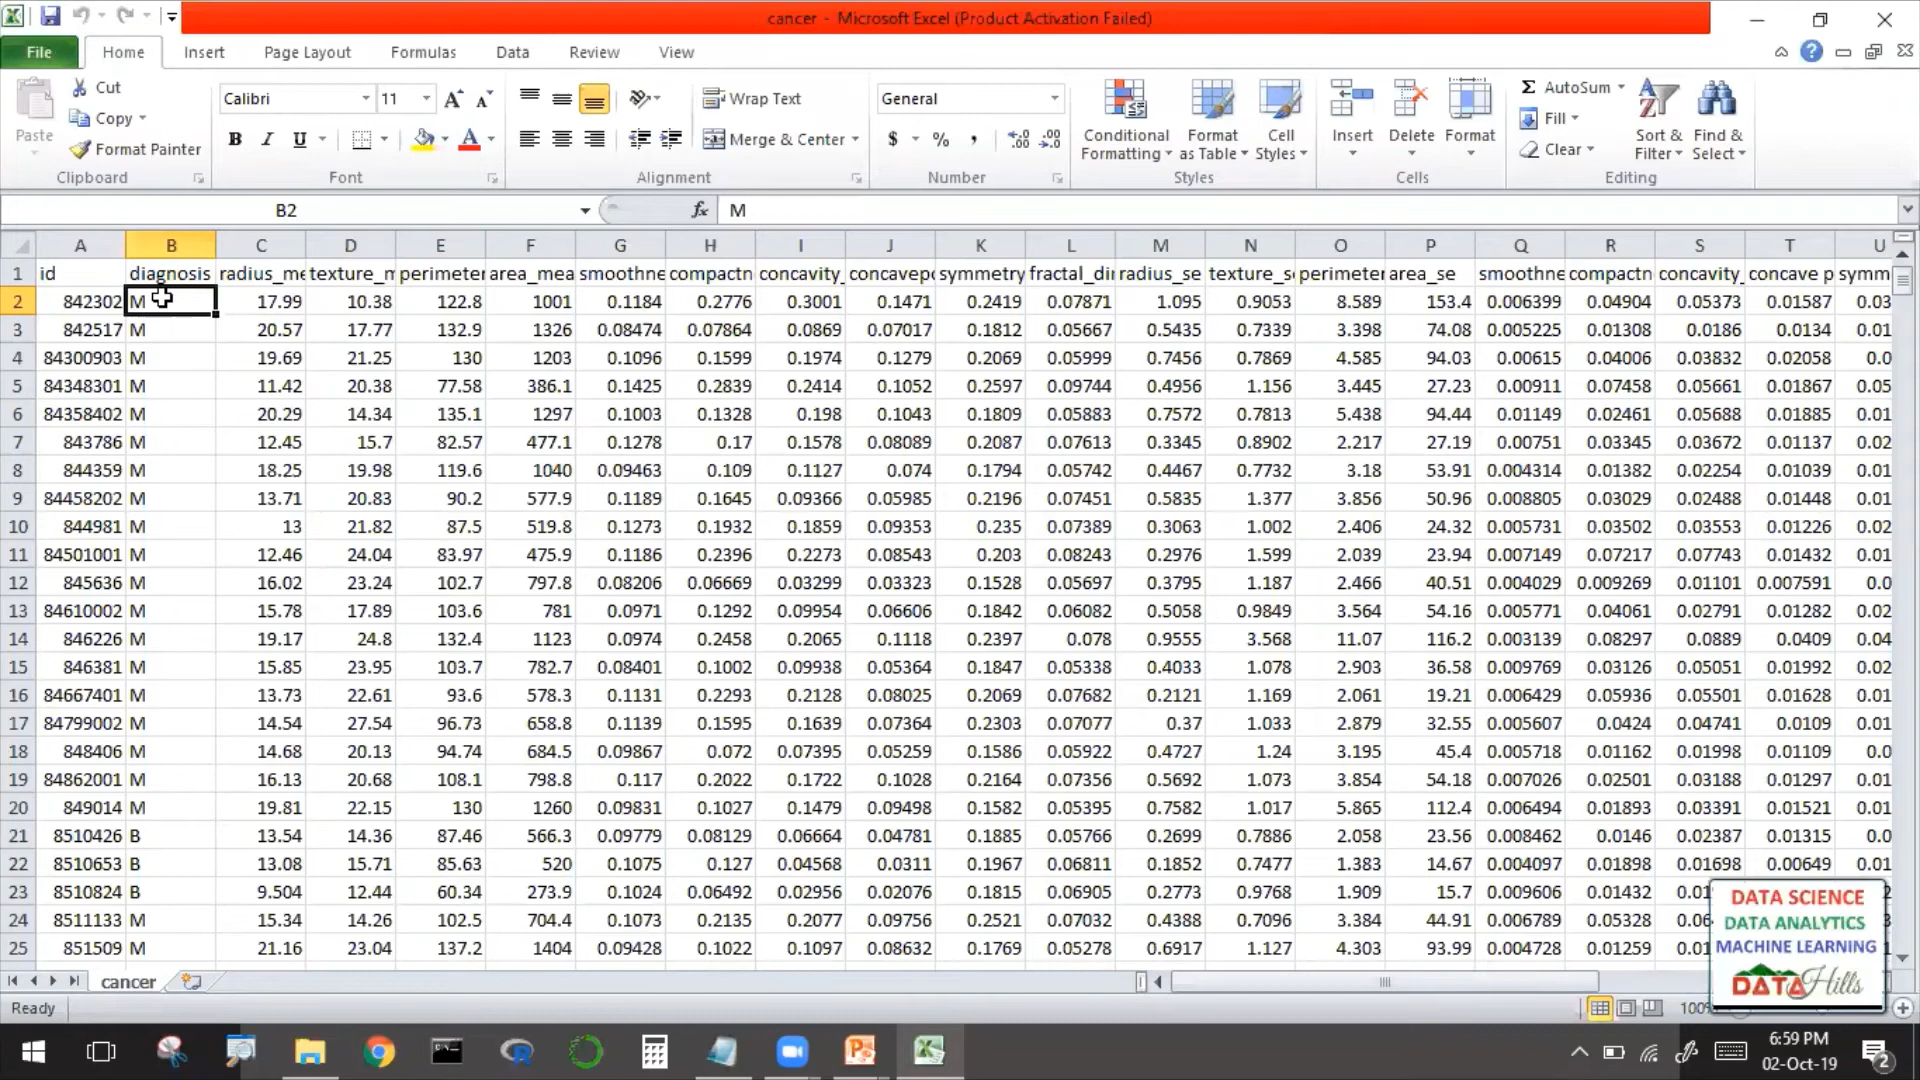 cancer - Microsoft Excel (Product Activation Failed)
File Home Insert Page Layout Formulas Data Review View
Cut
Copy
Paste
Format Painter
Clipboard
Calibri 11
B I U
Font
Wrap Text
Merge & Center
Alignment
General
$ % ,
Number
Conditional Formatting
Format as Table
Cell Styles
Styles
Insert Delete Format
Cells
AutoSum
Fill
Clear
Sort & Filter
Find & Select
Editing
B2 fx M
A B C D E F G H I J K L M N O P Q R S T U
1 id diagnosis radius_me texture_m perimeter area_mea smoothne compactn concavity_ concavepo symmetry fractal_di radius_se texture_s perimeter area_se smoothne compactn concavity_ concave p symm
2 842302 M 17.99 10.38 122.8 1001 0.1184 0.2776 0.3001 0.1471 0.2419 0.07871 1.095 0.9053 8.589 153.4 0.006399 0.04904 0.05373 0.01587 0.03
3 842517 M 20.57 17.77 132.9 1326 0.08474 0.07864 0.0869 0.07017 0.1812 0.05667 0.5435 0.7339 3.398 74.08 0.005225 0.01308 0.0186 0.0134 0.01
4 84300903 M 19.69 21.25 130 1203 0.1096 0.1599 0.1974 0.1279 0.2069 0.05999 0.7456 0.7869 4.585 94.03 0.00615 0.04006 0.03832 0.02058 0.0
5 84348301 M 11.42 20.38 77.58 386.1 0.1425 0.2839 0.2414 0.1052 0.2597 0.09744 0.4956 1.156 3.445 27.23 0.00911 0.07458 0.05661 0.01867 0.05
6 84358402 M 20.29 14.34 135.1 1297 0.1003 0.1328 0.198 0.1043 0.1809 0.05883 0.7572 0.7813 5.438 94.44 0.01149 0.02461 0.05688 0.01885 0.01
7 843786 M 12.45 15.7 82.57 477.1 0.1278 0.17 0.1578 0.08089 0.2087 0.07613 0.3345 0.8902 2.217 27.19 0.00751 0.03345 0.03672 0.01137 0.02
8 844359 M 18.25 19.98 119.6 1040 0.09463 0.109 0.1127 0.074 0.1794 0.05742 0.4467 0.7732 3.18 53.91 0.004314 0.01382 0.02254 0.01039 0.01
9 84458202 M 13.71 20.83 90.2 577.9 0.1189 0.1645 0.09366 0.05985 0.2196 0.07451 0.5835 1.377 3.856 50.96 0.008805 0.03029 0.02488 0.01448 0.01
10 844981 M 13 21.82 87.5 519.8 0.1273 0.1932 0.1859 0.09353 0.235 0.07389 0.3063 1.002 2.406 24.32 0.005731 0.03502 0.03553 0.01226 0.02
11 84501001 M 12.46 24.04 83.97 475.9 0.1186 0.2396 0.2273 0.08543 0.203 0.08243 0.2976 1.599 2.039 23.94 0.007149 0.07217 0.07743 0.01432 0.01
12 845636 M 16.02 23.24 102.7 797.8 0.08206 0.06669 0.03299 0.03323 0.1528 0.05697 0.3795 1.187 2.466 40.51 0.004029 0.009269 0.01101 0.007591 0.0
13 84610002 M 15.78 17.89 103.6 781 0.0971 0.1292 0.09954 0.06606 0.1842 0.06082 0.5058 0.9849 3.564 54.16 0.005771 0.04061 0.02791 0.01282 0.02
14 846226 M 19.17 24.8 132.4 1123 0.0974 0.2458 0.2065 0.1118 0.2397 0.078 0.9555 3.568 11.07 116.2 0.003139 0.08297 0.0889 0.0409 0.04
15 846381 M 15.85 23.95 103.7 782.7 0.08401 0.1002 0.09938 0.05364 0.1847 0.05338 0.4033 1.078 2.903 36.58 0.009769 0.03126 0.05051 0.01992 0.02
16 84667401 M 13.73 22.61 93.6 578.3 0.1131 0.2293 0.2128 0.08025 0.2069 0.07682 0.2121 1.169 2.061 19.21 0.006429 0.05936 0.05501 0.01628 0.01
17 84799002 M 14.54 27.54 96.73 658.8 0.1139 0.1595 0.1639 0.07364 0.2303 0.07077 0.37 1.033 2.879 32.55 0.005607 0.0424 0.04741 0.0109 0.01
18 848406 M 14.68 20.13 94.74 684.5 0.09867 0.072 0.07395 0.05259 0.1586 0.05922 0.4727 1.24 3.195 45.4 0.005718 0.01162 0.01998 0.01109 0.0
19 84862001 M 16.13 20.68 108.1 798.8 0.117 0.2022 0.1722 0.1028 0.2164 0.07356 0.5692 1.073 3.854 54.18 0.007026 0.02501 0.03188 0.01297 0.01
20 849014 M 19.81 22.15 130 1260 0.09831 0.1027 0.1479 0.09498 0.1582 0.05395 0.7582 1.017 5.865 112.4 0.006494 0.01893 0.03391 0.01521 0.01
21 8510426 B 13.54 14.36 87.46 566.3 0.09779 0.08129 0.06664 0.04781 0.1885 0.05766 0.2699 0.7886 2.058 23.56 0.008462 0.0146 0.02387 0.01315 0.0
22 8510653 B 13.08 15.71 85.63 520 0.1075 0.127 0.04568 0.0311 0.1967 0.06811 0.1852 0.7477 1.383 14.67 0.004097 0.01898 0.01698 0.00649 0.01
23 8510824 B 9.504 12.44 60.34 273.9 0.1024 0.06492 0.02956 0.02076 0.1815 0.06905 0.2773 0.9768 1.909 15.7 0.009606 0.01432 0.01
24 8511133 M 15.34 14.26 102.5 704.4 0.1073 0.2135 0.2077 0.09756 0.2521 0.07032 0.4388 0.7096 3.384 44.91 0.006789 0.05328 0.06
25 851509 M 21.16 23.04 137.2 1404 0.09428 0.1022 0.1097 0.08632 0.1769 0.05278 0.6917 1.127 4.303 93.99 0.004728 0.01259 0.01
DATA SCIENCE
DATA ANALYTICS
MACHINE LEARNING
DATA Hills
cancer
Ready
100%
6:59 PM
02-Oct-19
2